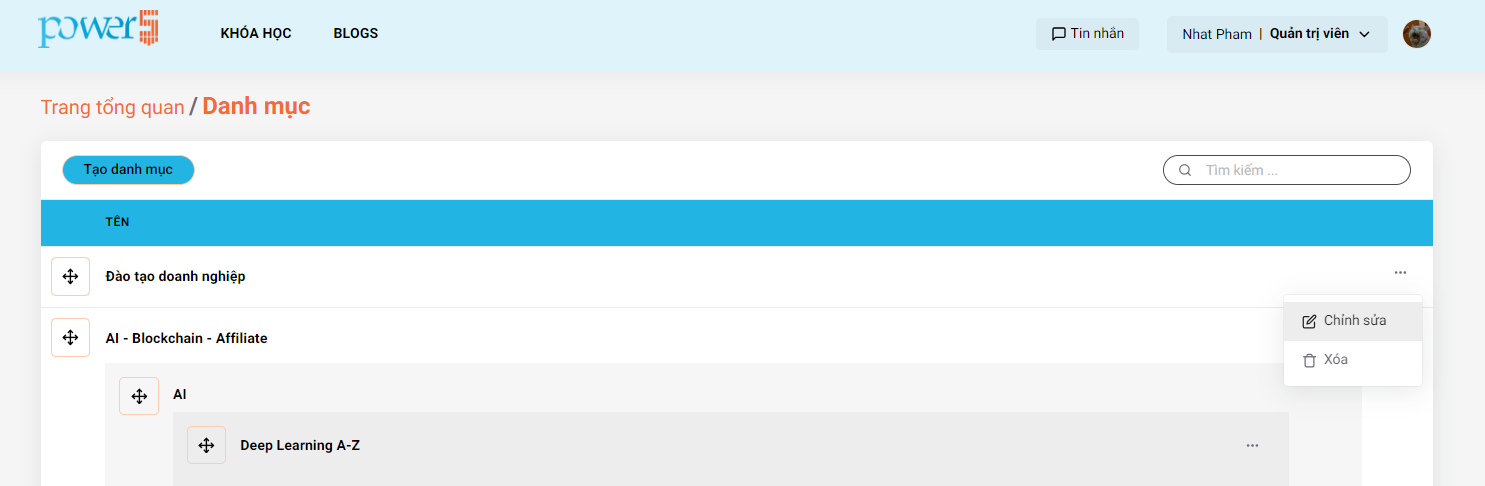 power5
KHÓA HỌC
BLOGS
Tin nhắn
Nhat Pham | Quản trị viên
Trang tổng quan / Danh mục
Tạo danh mục
Tìm kiếm ...
TÊN
Đào tạo doanh nghiệp
Chỉnh sửa
Xóa
AI - Blockchain - Affiliate
AI
Deep Learning A-Z